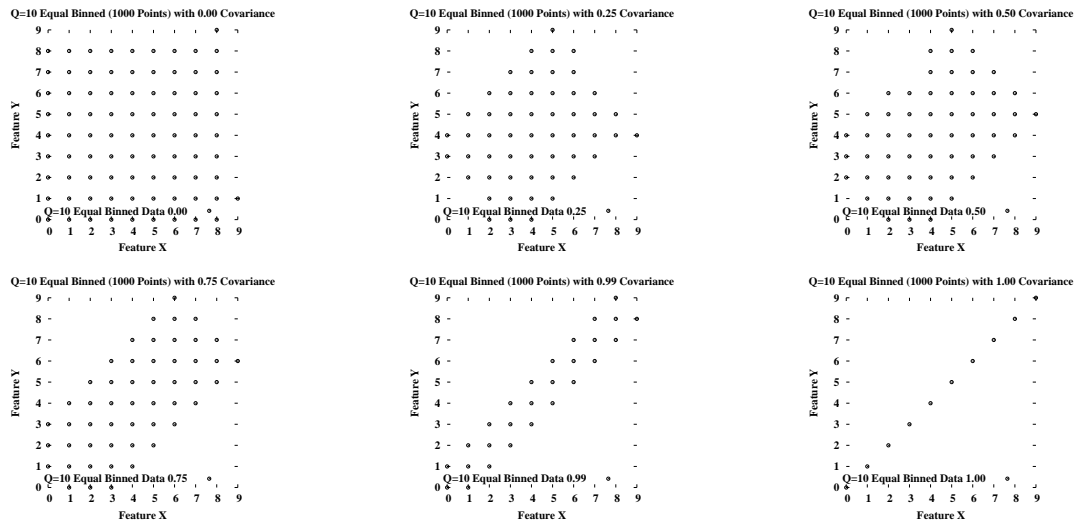 Q=10 Equal Binned (1000 Points) with 0.00 Covariance
9
8
7
6
5
4
3
2
1
0
Feature Y
Q=10 Equal Binned Data 0.00
0 1 2 3 4 5 6 7 8 9
Feature X
Q=10 Equal Binned (1000 Points) with 0.25 Covariance
9
8
7
6
5
4
3
2
1
0
Feature Y
Q=10 Equal Binned Data 0.25
0 1 2 3 4 5 6 7 8 9
Feature X
Q=10 Equal Binned (1000 Points) with 0.50 Covariance
9
8
7
6
5
4
3
2
1
0
Feature Y
Q=10 Equal Binned Data 0.50
0 1 2 3 4 5 6 7 8 9
Feature X
Q=10 Equal Binned (1000 Points) with 0.75 Covariance
9
8
7
6
5
4
3
2
1
0
Feature Y
Q=10 Equal Binned Data 0.75
0 1 2 3 4 5 6 7 8 9
Feature X
Q=10 Equal Binned (1000 Points) with 0.99 Covariance
9
8
7
6
5
4
3
2
1
0
Feature Y
Q=10 Equal Binned Data 0.99
0 1 2 3 4 5 6 7 8 9
Feature X
Q=10 Equal Binned (1000 Points) with 1.00 Covariance
9
8
7
6
5
4
3
2
1
0
Feature Y
Q=10 Equal Binned Data 1.00
0 1 2 3 4 5 6 7 8 9
Feature X